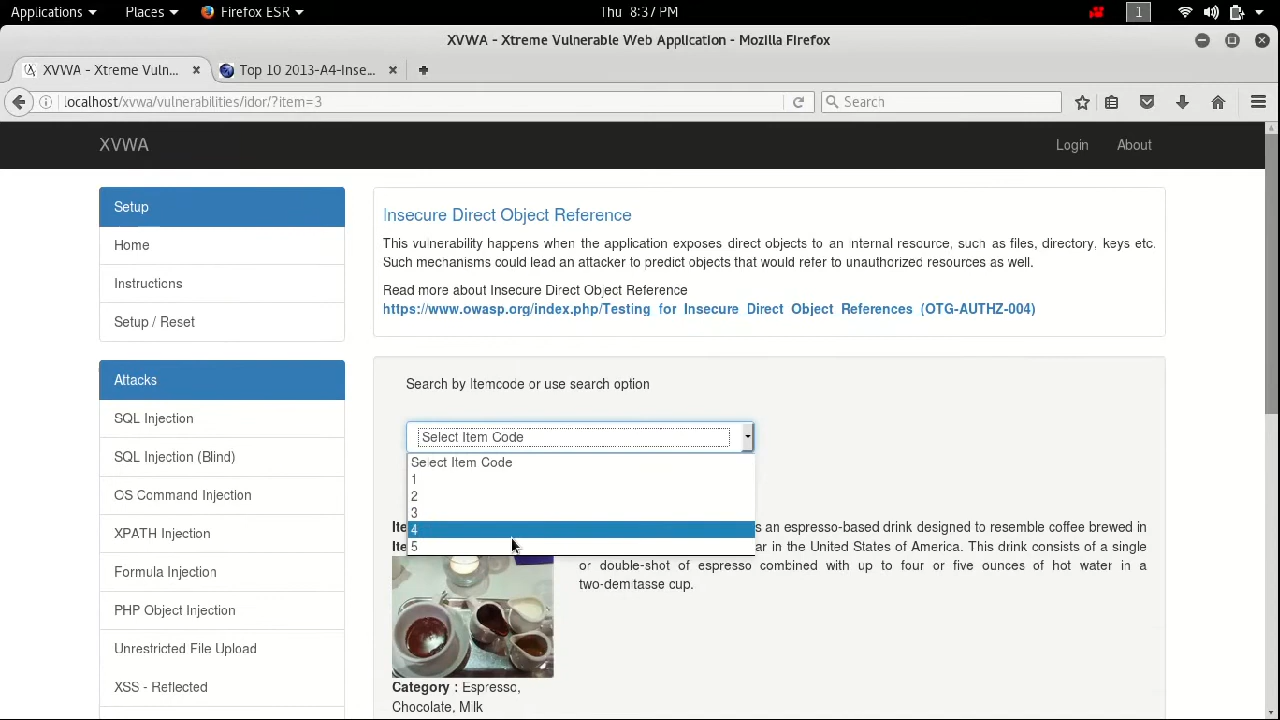 Applications Places Firefox ESR Thu 8:37 PM 1
XVWA - Xtreme Vulnerable Web Application - Mozilla Firefox
XVWA - Xtreme Vuln... Top 10 2013-A4-Inse...
localhost/xvwa/vulnerabilities/idor/?item=3 Search
XVWA Login About
Setup
Home
Instructions
Setup / Reset
Attacks
SQL Injection
SQL Injection (Blind)
OS Command Injection
XPATH Injection
Formula Injection
PHP Object Injection
Unrestricted File Upload
XSS - Reflected
Insecure Direct Object Reference
This vulnerability happens when the application exposes direct objects to an internal resource, such as files, directory, keys etc.
Such mechanisms could lead an attacker to predict objects that would refer to unauthorized resources as well.
Read more about Insecure Direct Object Reference
https://www.owasp.org/index.php/Testing_for_Insecure_Direct_Object_References_(OTG-AUTHZ-004)
Search by Itemcode or use search option
Select Item Code
Select Item Code
1
2
3
4
5
s an espresso-based drink designed to resemble coffee brewed in
in the United States of America. This drink consists of a single
or double-shot of espresso combined with up to four or five ounces of hot water in a
two-demitasse cup.
Category : Espresso,
Chocolate, Milk